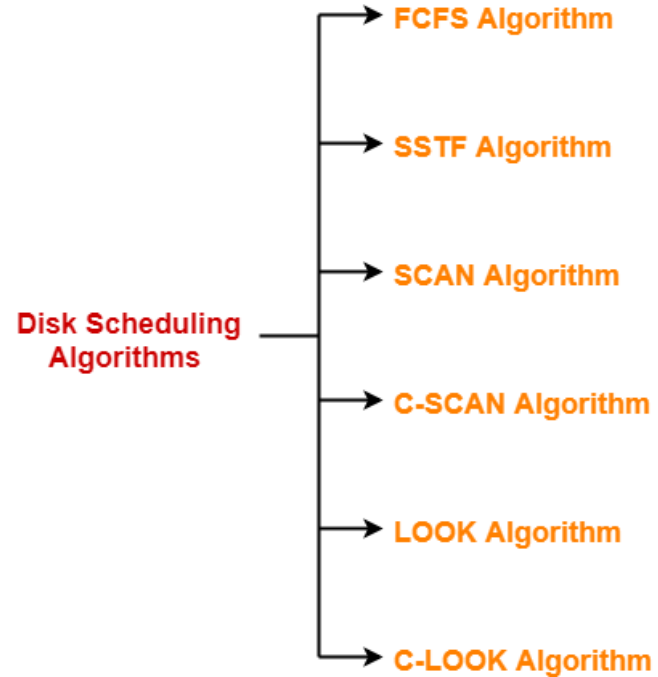 FCFS Algorithm
SSTF Algorithm
SCAN Algorithm
Disk Scheduling
Algorithms
C-SCAN Algorithm
LOOK Algorithm
C-LOOK Algorithm